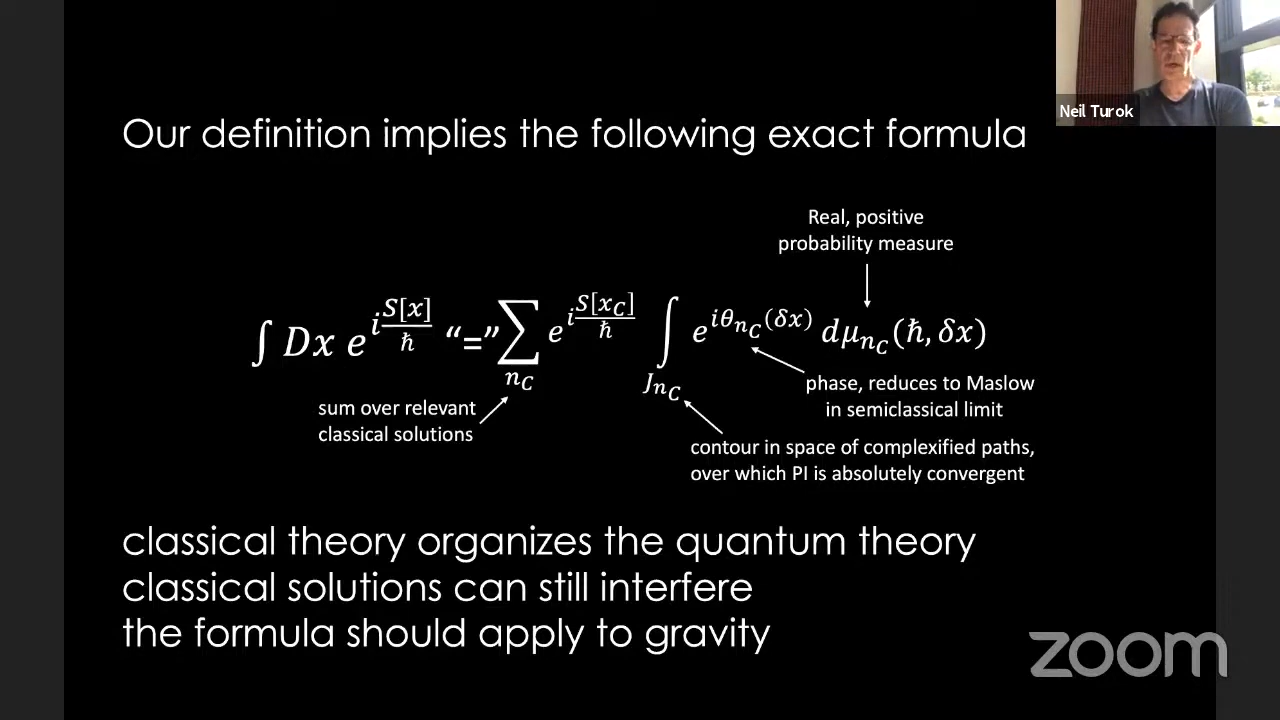 Neil Turok
Our definition implies the following exact formula
Real, positive
probability measure
∫ Dx e^{i S[x]/ħ} “=” ∑_{n_C} e^{i S[x_C]/ħ} ∫_{J_{n_C}} e^{iθ_{n_C}(δx)} dμ_{n_C}(ħ, δx)
sum over relevant
classical solutions
phase, reduces to Maslow
in semiclassical limit
contour in space of complexified paths,
over which PI is absolutely convergent
classical theory organizes the quantum theory
classical solutions can still interfere
the formula should apply to gravity
zoom